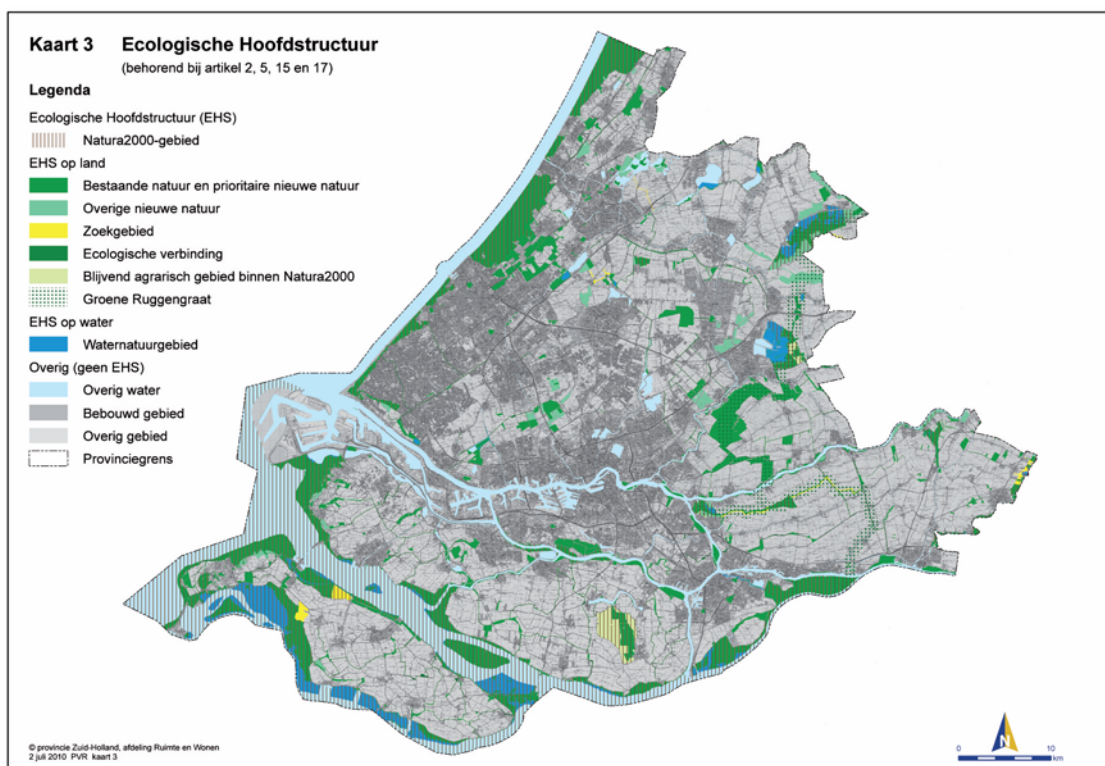 Kaart 3 Ecologische Hoofdstructuur
(behorend bij artikel 2, 5, 15 en 17)
Legenda
Ecologische Hoofdstructuur (EHS)
Natura2000-gebied
EHS op land
Bestaande natuur en prioritaire nieuwe natuur
Overige nieuwe natuur
Zoekgebied
Ecologische verbinding
Blijvend agrarisch gebied binnen Natura2000
Groene Ruggengraat
EHS op water
Waternatuurgebied
Overig (geen EHS)
Overig water
Bebouwd gebied
Overig gebied
Provinciegrens
© provincie Zuid-Holland, afdeling Ruimte en Wonen
2 juli 2010 PVR kaart 3
N
0 10
km